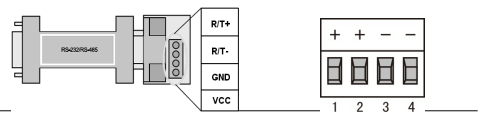 RS-232/RS-485
R/T+
R/T-
GND
VCC
+ + - -
1 2 3 4